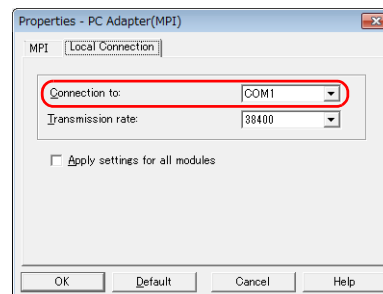 Properties - PC Adapter(MPI)
MPI Local Connection
Connection to: COM1
Transmission rate: 38400
Apply settings for all modules
OK Default Cancel Help